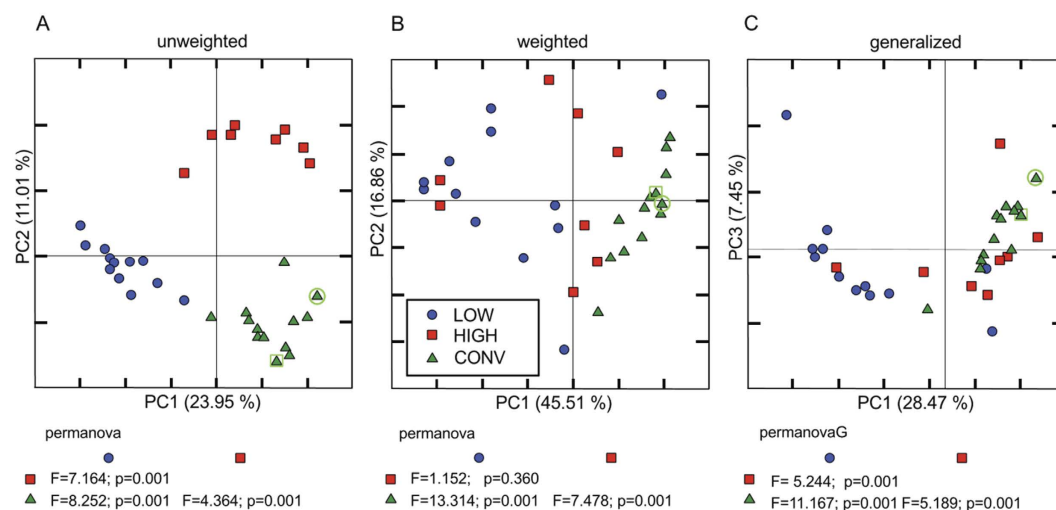 A
unweighted
PC2 (11.01 %)
PC1 (23.95 %)
permanova
F=7.164; p=0.001
F=8.252; p=0.001 F=4.364; p=0.001
B
weighted
PC2 (16.86 %)
LOW
HIGH
CONV
PC1 (45.51 %)
permanova
F=1.152; p=0.360
F=13.314; p=0.001 F=7.478; p=0.001
C
generalized
PC3 (7.45 %)
PC1 (28.47 %)
permanovaG
F= 5.244; p=0.001
F=11.167; p=0.001 F=5.189; p=0.001